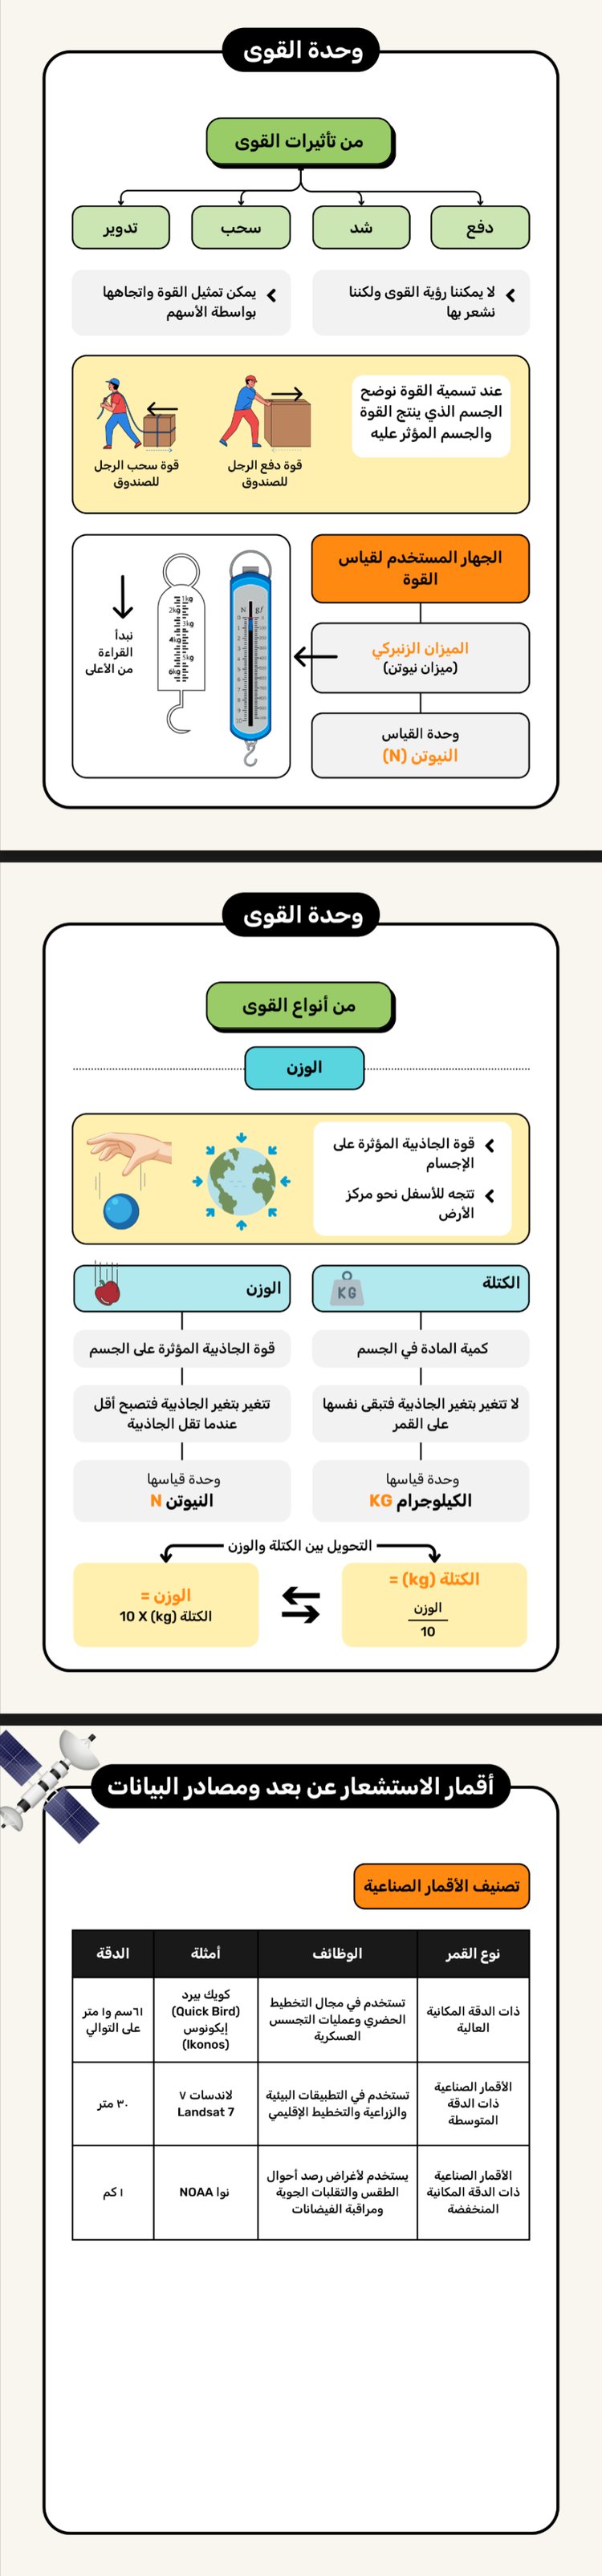 وحدة القوى
من تأثيرات القوى
دفع
شد
سحب
تدوير
لا يمكننا رؤية القوى ولكننا
نشعر بها
يمكن تمثيل القوة واتجاهها
بواسطة الأسهم
عند تسمية القوة نوضح
الجسم الذي ينتج القوة
والجسم المؤثر عليه
قوة دفع الرجل
للصندوق
قوة سحب الرجل
للصندوق
الجهار المستخدم لقياس
القوة
الميزان الزنبركي
(ميزان نيوتن)
وحدة القياس
النيوتن (N)
N gf
1kg
2kg
3kg
4kg
5kg
6kg
نبدأ
القراءة
من الأعلى
وحدة القوى
من أنواع القوى
الوزن
قوة الجاذبية المؤثرة على
الإجسام
تتجه للأسفل نحو مركز
الأرض
الكتلة
KG
كمية المادة في الجسم
لا تتغير بتغير الجاذبية فتبقى نفسها
على القمر
وحدة قياسها
الكيلوجرام KG
الوزن
قوة الجاذبية المؤثرة على الجسم
تتغير بتغير الجاذبية فتصبح أقل
عندما تقل الجاذبية
وحدة قياسها
النيوتن N
التحويل بين الكتلة والوزن
الكتلة (kg) =
الوزن
10
الوزن =
الكتلة (kg) X 10
أقمار الاستشعار عن بعد ومصادر البيانات
تصنيف الأقمار الصناعية
نوع القمر
الوظائف
أمثلة
الدقة
ذات الدقة المكانية
العالية
تستخدم في مجال التخطيط
الحضري وعمليات التجسس
العسكرية
كويك بيرد
(Quick Bird)
إيكونوس
(Ikonos)
٦١سم و١ متر
على التوالي
الأقمار الصناعية
ذات الدقة
المتوسطة
تستخدم في التطبيقات البيئية
والزراعية والتخطيط الإقليمي
لاندسات ٧
Landsat 7
٣٠ متر
الأقمار الصناعية
ذات الدقة المكانية
المنخفضة
يستخدم لأغراض رصد أحوال
الطقس والتقلبات الجوية
ومراقبة الفيضانات
نوا NOAA
١ كم